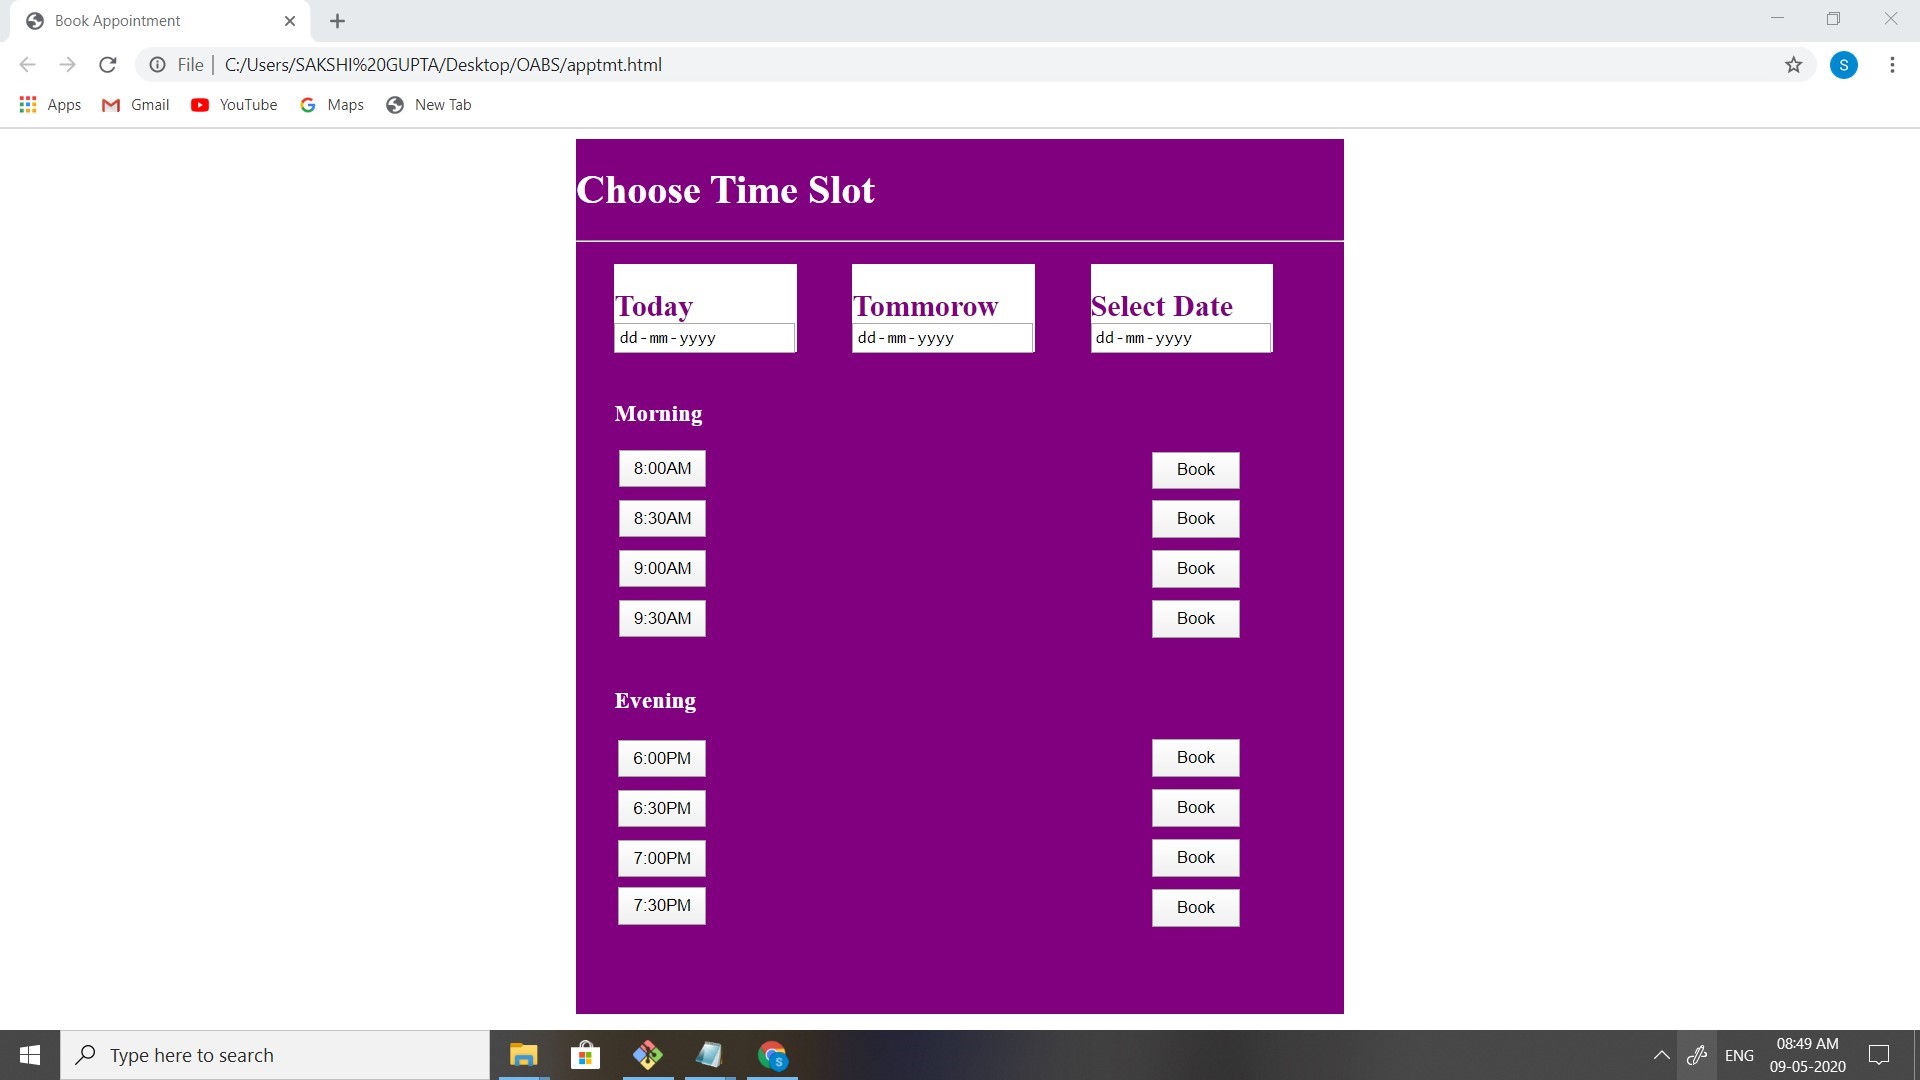 Book Appointment
File | C:/Users/SAKSHI%20GUPTA/Desktop/OABS/apptmt.html
S
Apps Gmail YouTube Maps New Tab
Choose Time Slot
Today Tommorow Select Date
dd-mm-yyyy dd-mm-yyyy dd-mm-yyyy
Morning
8:00AM Book
8:30AM Book
9:00AM Book
9:30AM Book
Evening
6:00PM Book
6:30PM Book
7:00PM Book
7:30PM Book
Type here to search
S
ENG
08:49 AM
09-05-2020